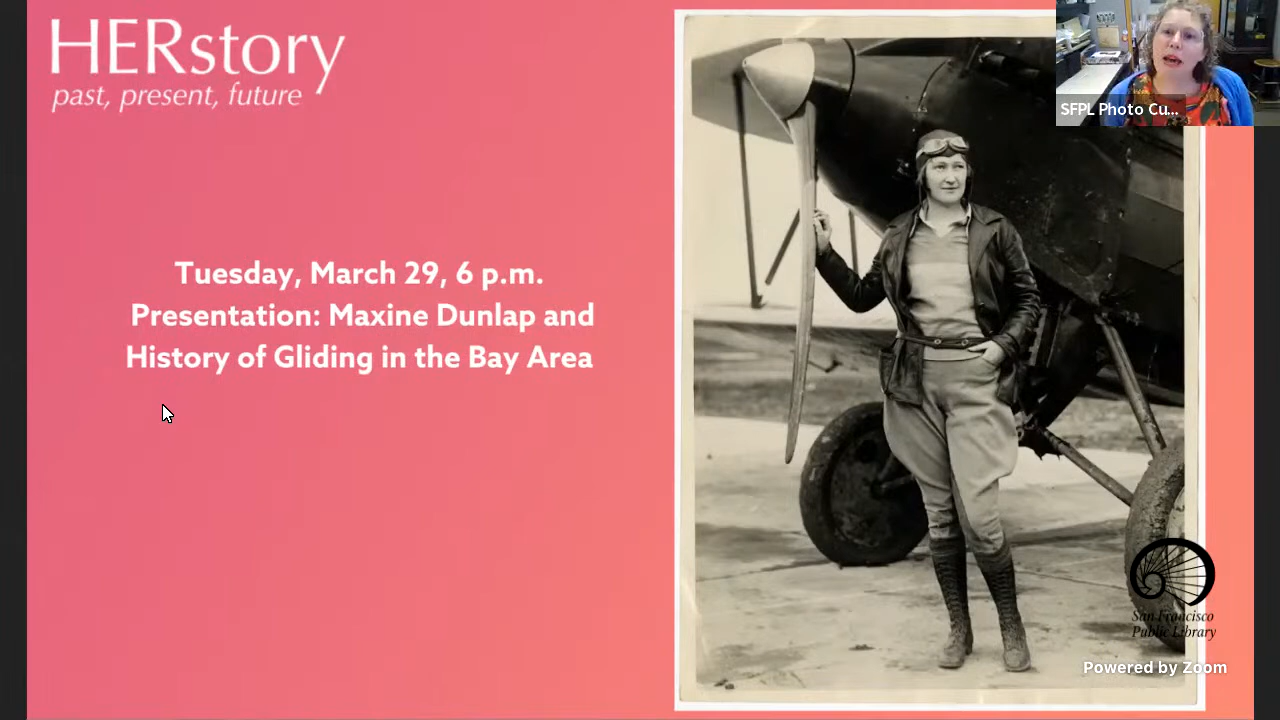 HERstory
past, present, future
SFPL Photo Cu...
Tuesday, March 29, 6 p.m.
Presentation: Maxine Dunlap and
History of Gliding in the Bay Area
San Francisco
Public Library
Powered by Zoom